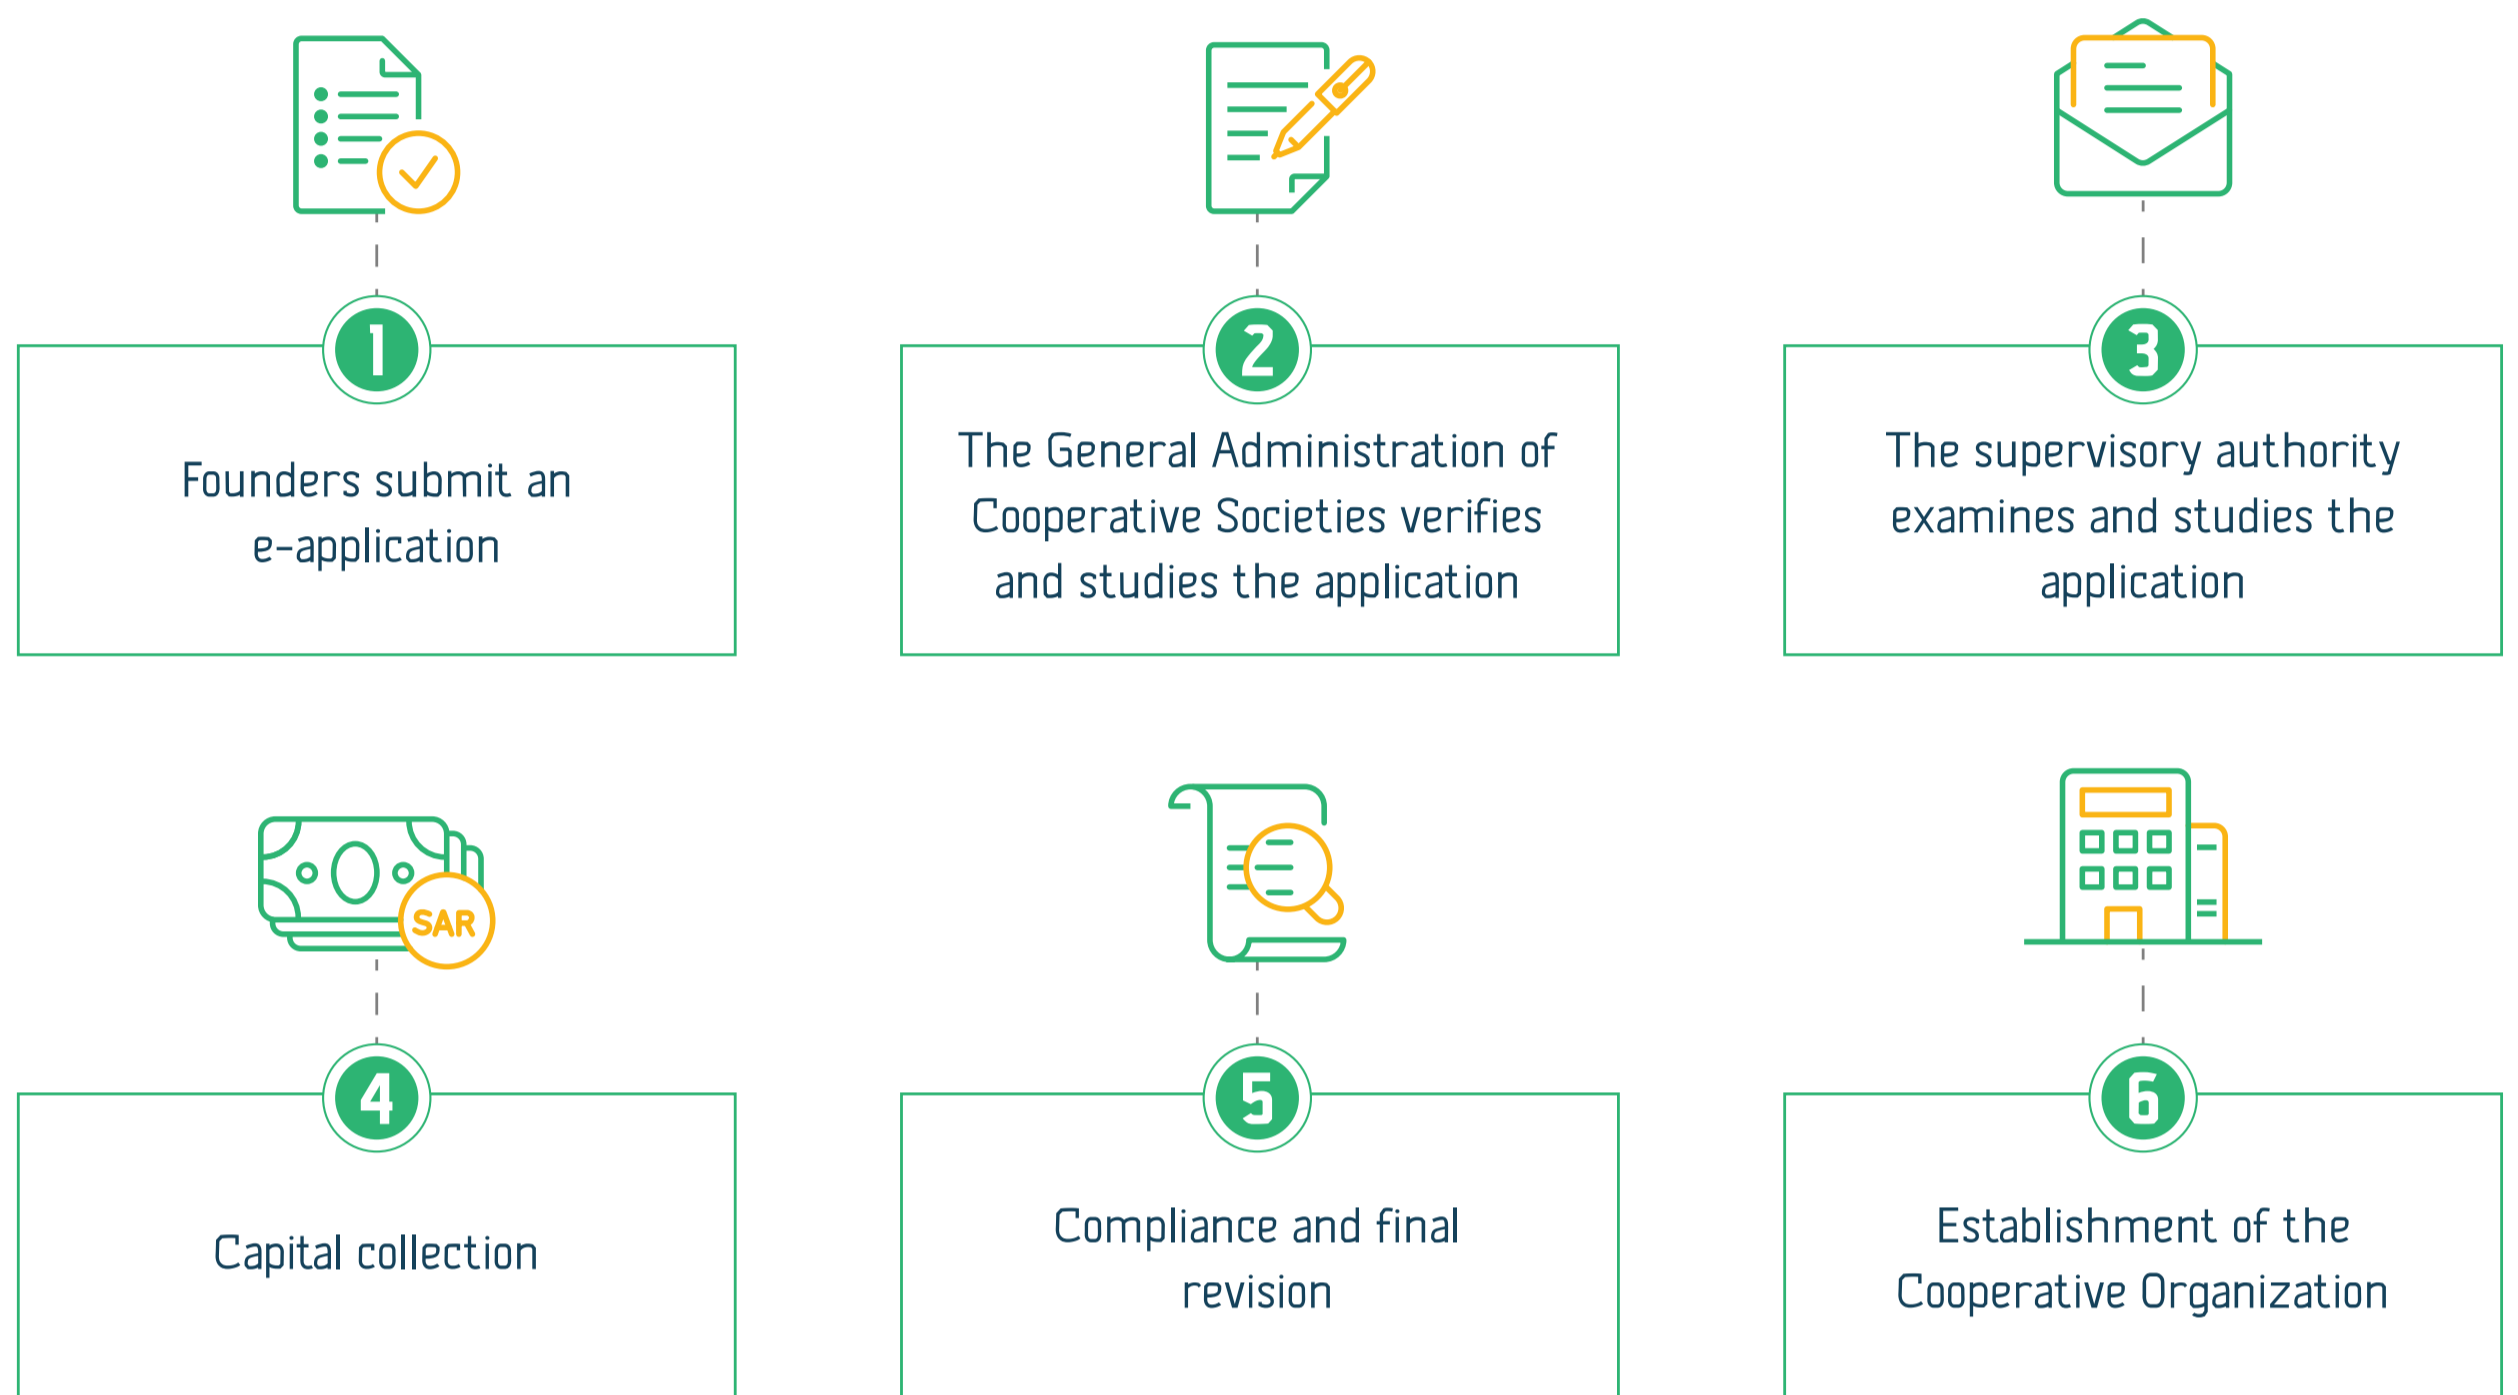 1
Founders submit an
e-application
2
The General Administration of
Cooperative Societies verifies
and studies the application
3
The supervisory authority
examines and studies the
application
SAR
4
Capital collection
5
Compliance and final
revision
6
Establishment of the
Cooperative Organization